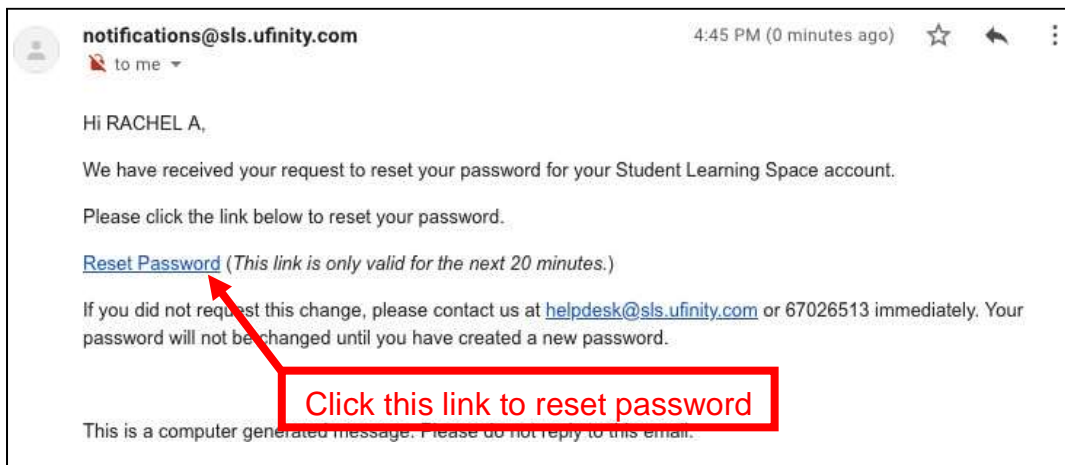 notifications@sls.ufinity.com 4:45 PM (0 minutes ago)
to me
Hi RACHEL A,
We have received your request to reset your password for your Student Learning Space account.
Please click the link below to reset your password.
Reset Password (This link is only valid for the next 20 minutes.)
If you did not request this change, please contact us at helpdesk@sls.ufinity.com or 67026513 immediately. Your
password will not be changed until you have created a new password.
Click this link to reset password
This is a computer generated message. Please do not reply to this email.